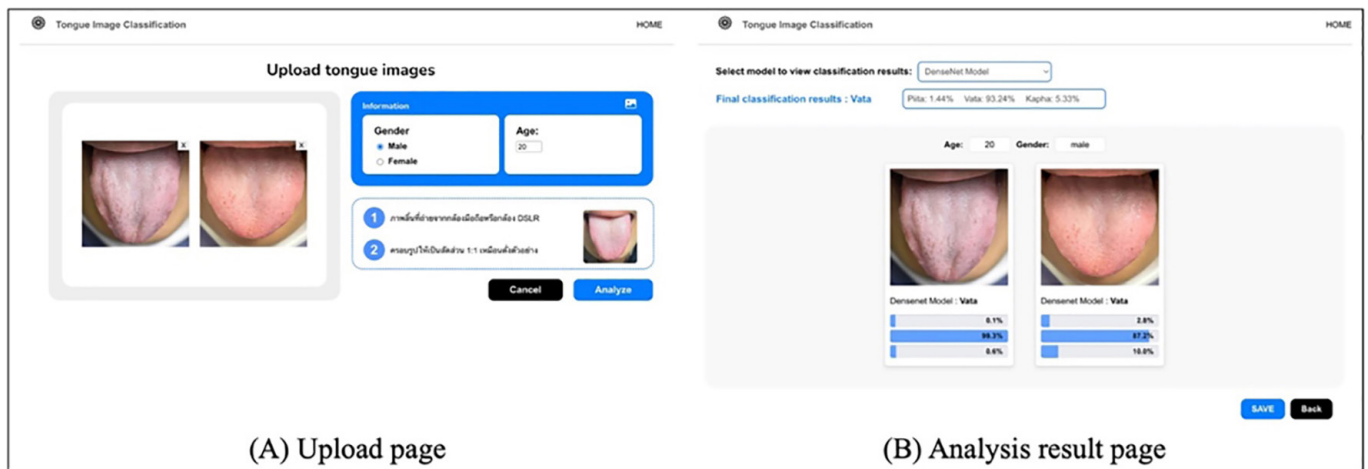 Tongue Image Classification
HOME
Upload tongue images
Information
Gender
Male
Female
Age:
20
X
X
1 ภาพลิ้นที่ถ่ายจากกล้องมือถือหรือกล้อง DSLR
2 ครอบรูปให้เป็นสัดส่วน 1:1 เหมือนดั่งตัวอย่าง
Cancel
Analyze
(A) Upload page
Tongue Image Classification
HOME
Select model to view classification results: DenseNet Model
Final classification results : Vata
Piita: 1.44% Vata: 93.24% Kapha: 5.33%
Age: 20 Gender: male
Densenet Model : Vata
0.1%
99.3%
0.6%
Densenet Model : Vata
2.8%
87.2%
10.0%
SAVE
Back
(B) Analysis result page